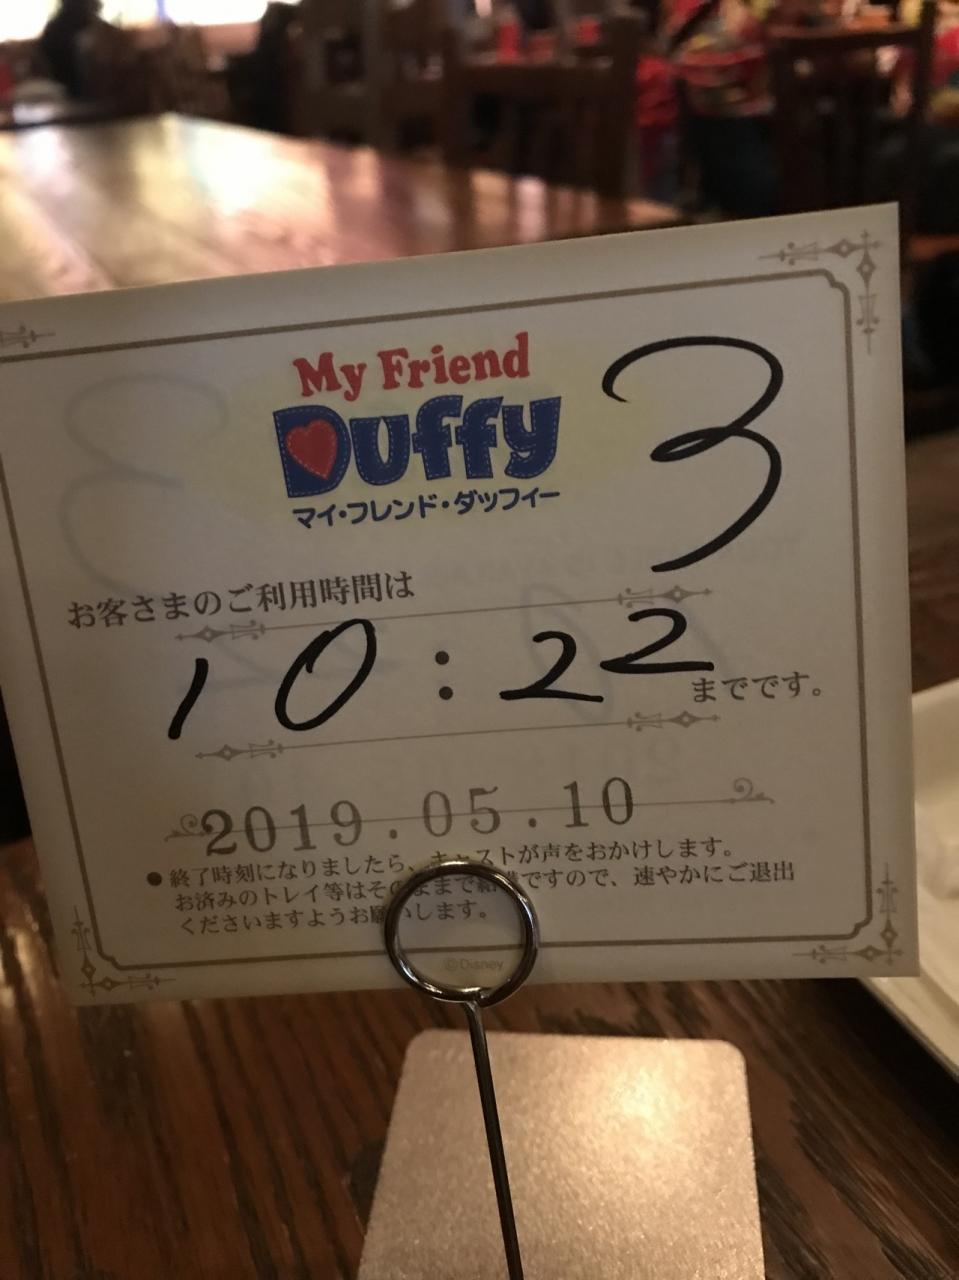 My Friend
Duffy
マイ・フレンド・ダッフィー
3
お客さまのご利用時間は
10:22
までです。
2019.05.10
● 終了時刻になりましたら、キャストが声をおかけします。
お済みのトレイ等はそのままで結構ですので、速やかにご退出
くださいますようお願いします。
©Disney